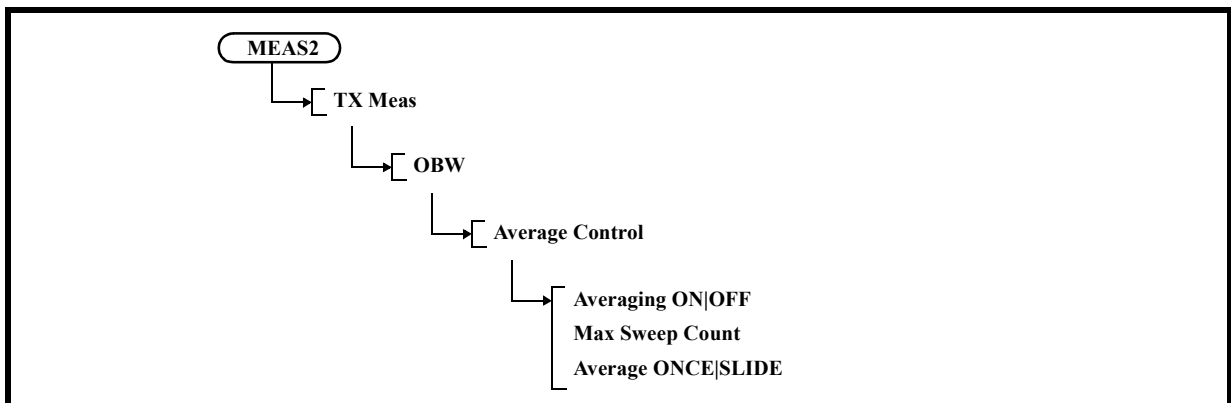 MEAS2
TX Meas
OBW
Average Control
Averaging ON|OFF
Max Sweep Count
Average ONCE|SLIDE